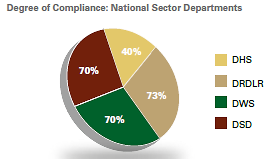 Degree of Compliance: National Sector Departments
40%
70%
73%
70%
DHS
DRDLR
DWS
DSD